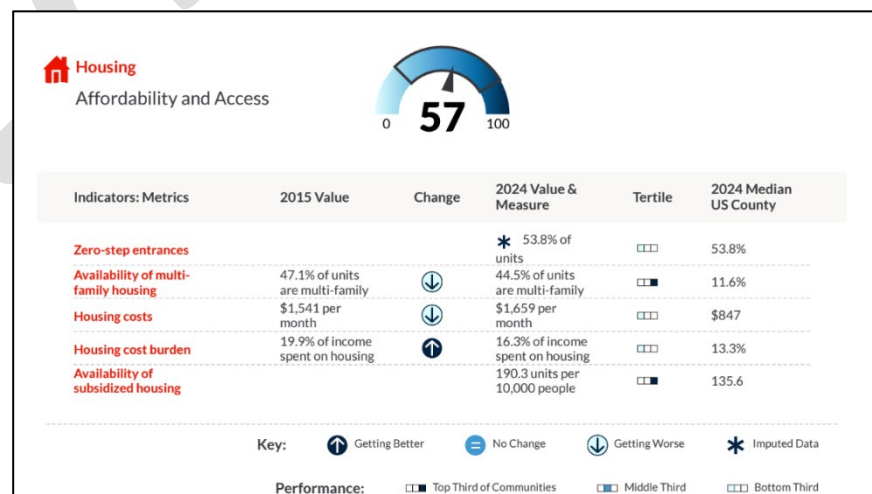 Housing
Affordability and Access
0
57
100
Indicators: Metrics
2015 Value
Change
2024 Value &
Measure
Tertile
2024 Median
US County
Zero-step entrances
53.8% of
units
53.8%
Availability of multi-
family housing
47.1% of units
are multi-family
44.5% of units
are multi-family
11.6%
Housing costs
$1,541 per
month
$1,659 per
month
$847
Housing cost burden
19.9% of income
spent on housing
16.3% of income
spent on housing
13.3%
Availability of
subsidized housing
190.3 units per
10,000 people
135.6
Key:
Getting Better
No Change
Getting Worse
Imputed Data
Performance:
Top Third of Communities
Middle Third
Bottom Third